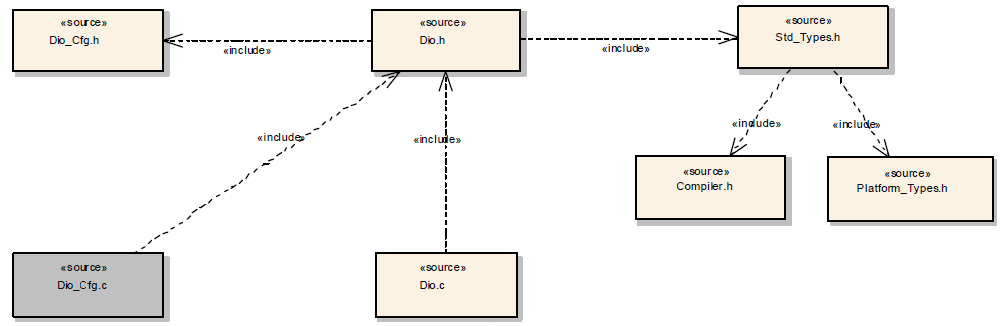 «source»
Dio_Cfg.h
«source»
Dio.h
«source»
Std_Types.h
«include»
«include»
«include»
«include»
«include»
«include»
«source»
Compiler.h
«source»
Platform_Types.h
«source»
Dio_Cfg.c
«source»
Dio.c